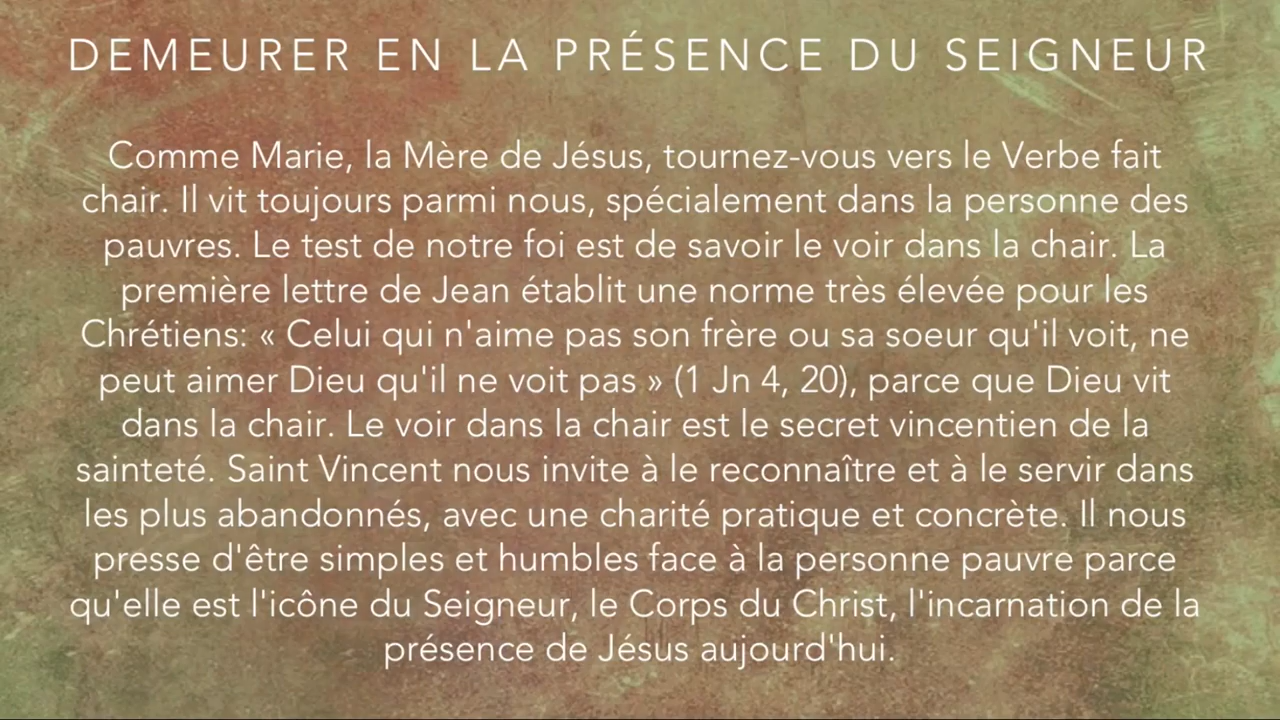 DEMEURER EN LA PRÉSENCE DU SEIGNEUR
Comme Marie, la Mère de Jésus, tournez-vous vers le Verbe fait
chair. Il vit toujours parmi nous, spécialement dans la personne des
pauvres. Le test de notre foi est de savoir le voir dans la chair. La
première lettre de Jean établit une norme très élevée pour les
Chrétiens: « Celui qui n'aime pas son frère ou sa soeur qu'il voit, ne
peut aimer Dieu qu'il ne voit pas » (1 Jn 4, 20), parce que Dieu vit
dans la chair. Le voir dans la chair est le secret vincentien de la
sainteté. Saint Vincent nous invite à le reconnaître et à le servir dans
les plus abandonnés, avec une charité pratique et concrète. Il nous
presse d'être simples et humbles face à la personne pauvre parce
qu'elle est l'icône du Seigneur, le Corps du Christ, l'incarnation de la
présence de Jésus aujourd'hui.